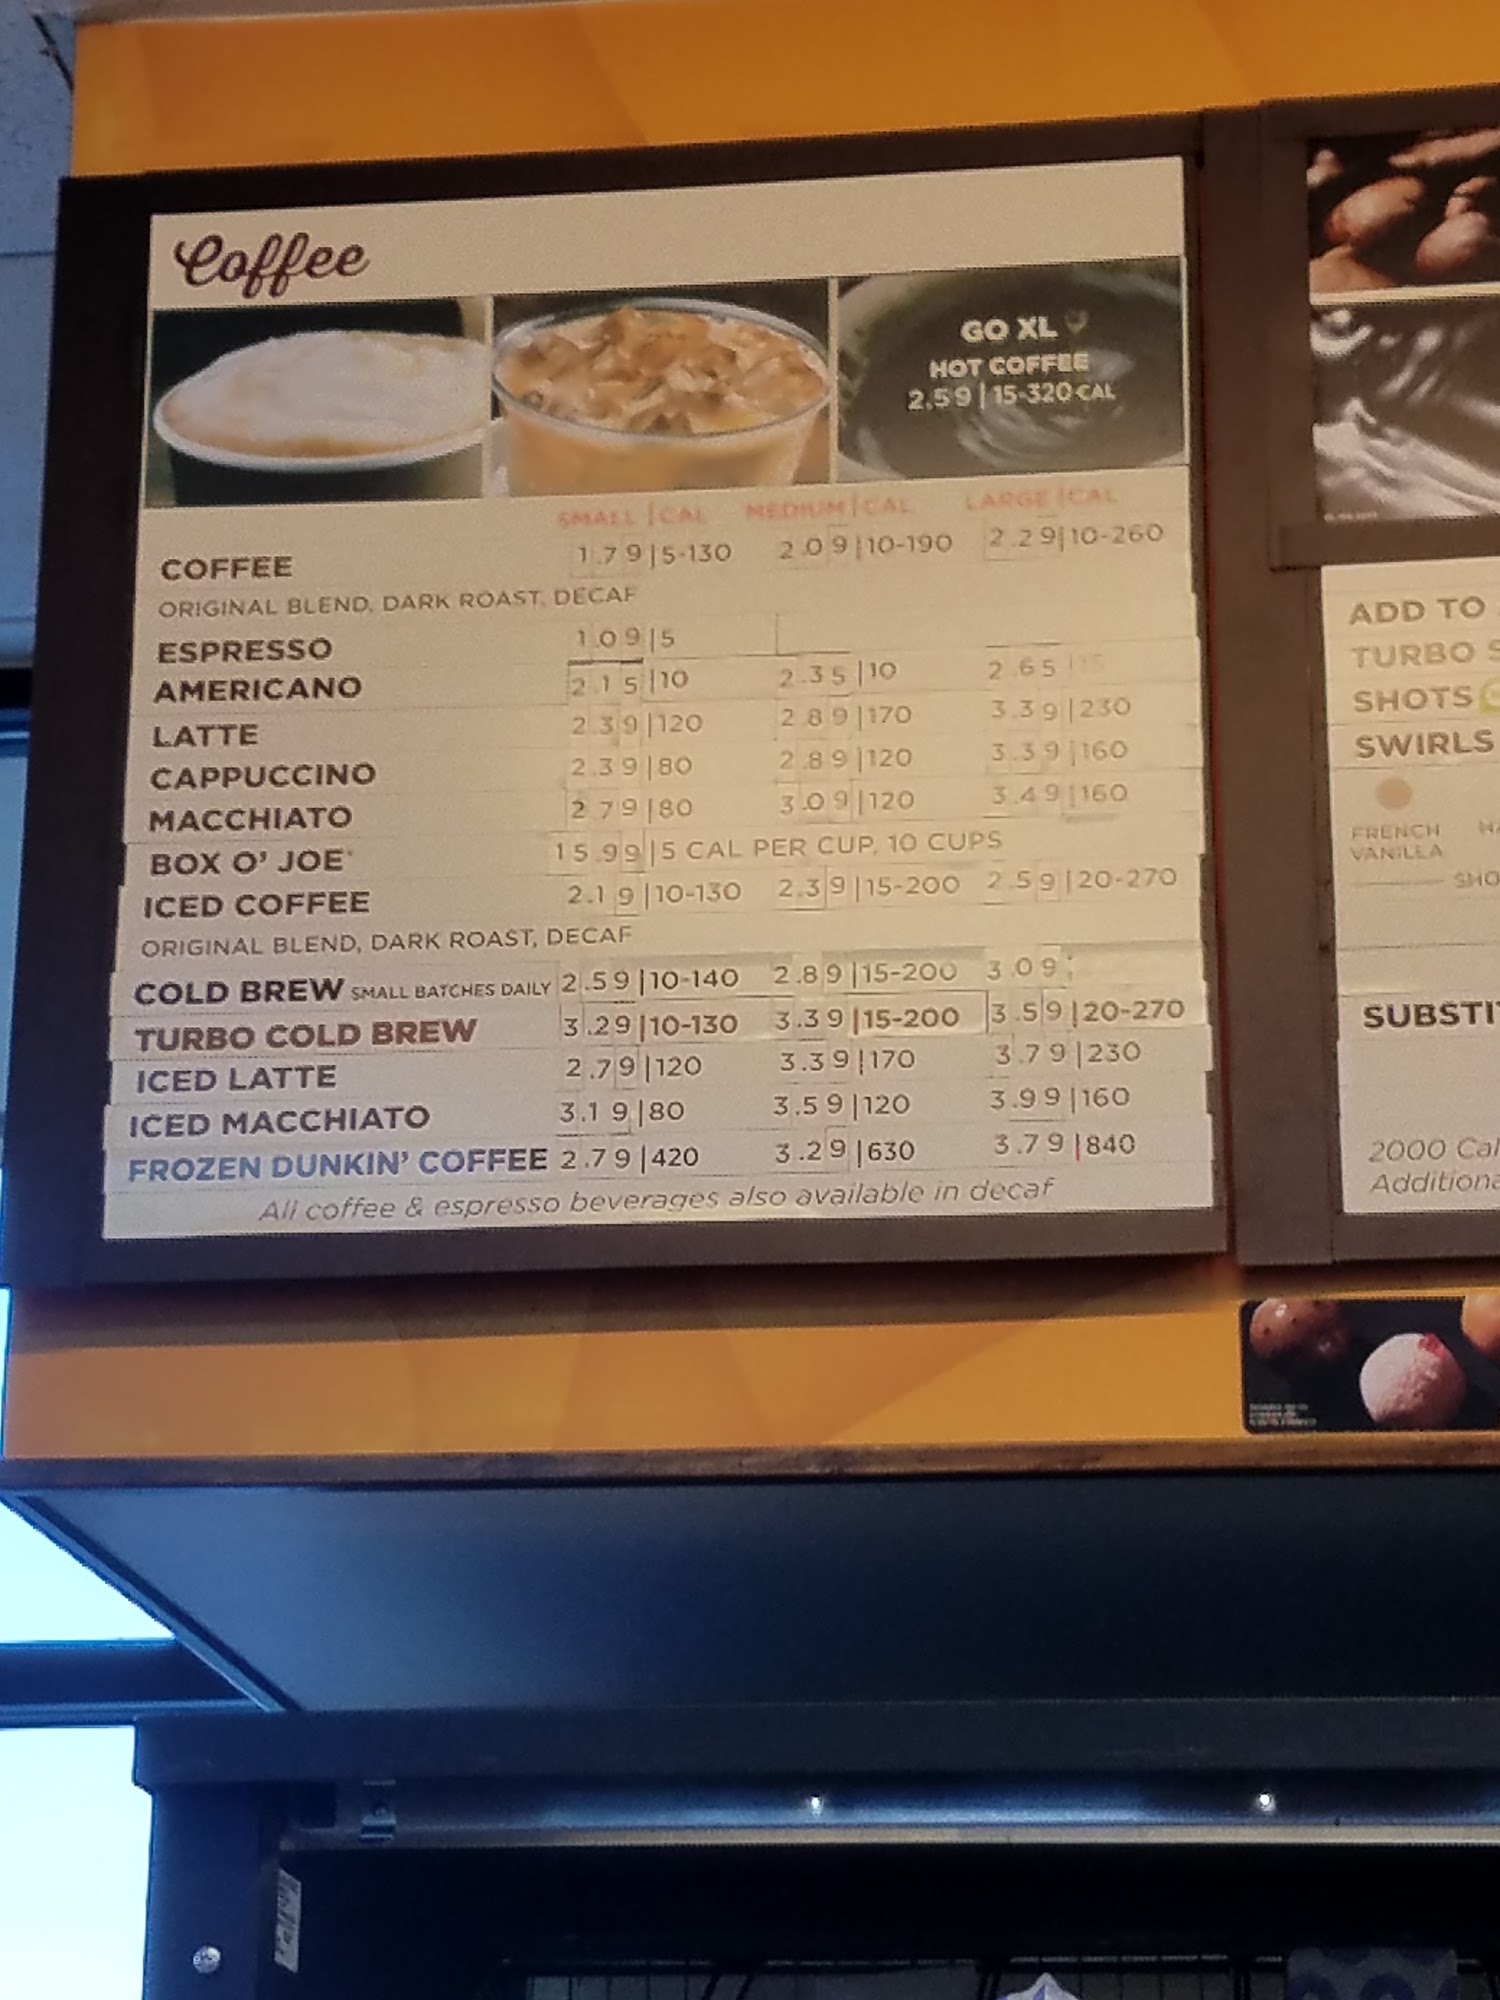 Coffee
GO XL
HOT COFFEE
2.59|15-320 CAL
SMALL|CAL MEDIUM|CAL LARGE|CAL
COFFEE 1.79|5-130 2.09|10-190 2.29|10-260
ORIGINAL BLEND, DARK ROAST, DECAF
ESPRESSO 1.09|5
AMERICANO 2.15|10 2.35|10 2.65|15
LATTE 2.39|120 2.89|170 3.39|230
CAPPUCCINO 2.39|80 2.89|120 3.39|160
MACCHIATO 2.79|80 3.09|120 3.49|160
BOX O' JOE® 15.99|5 CAL PER CUP, 10 CUPS
ICED COFFEE 2.19|10-130 2.39|15-200 2.59|20-270
ORIGINAL BLEND, DARK ROAST, DECAF
COLD BREW SMALL BATCHES DAILY 2.59|10-140 2.89|15-200 3.09
TURBO COLD BREW 3.29|10-130 3.39|15-200 3.59|20-270
ICED LATTE 2.79|120 3.39|170 3.79|230
ICED MACCHIATO 3.19|80 3.59|120 3.99|160
FROZEN DUNKIN' COFFEE 2.79|420 3.29|630 3.79|840
All coffee & espresso beverages also available in decaf
ADD TO
TURBO S
SHOTS
SWIRLS
FRENCH
VANILLA
SHO
SUBSTI
2000 Cal
Additiona